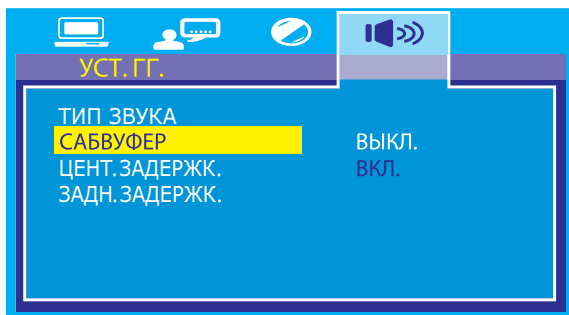 УСТ. ГГ.
ТИП ЗВУКА
САБВУФЕР ВЫКЛ.
ЦЕНТ. ЗАДЕРЖК. ВКЛ.
ЗАДН. ЗАДЕРЖК.